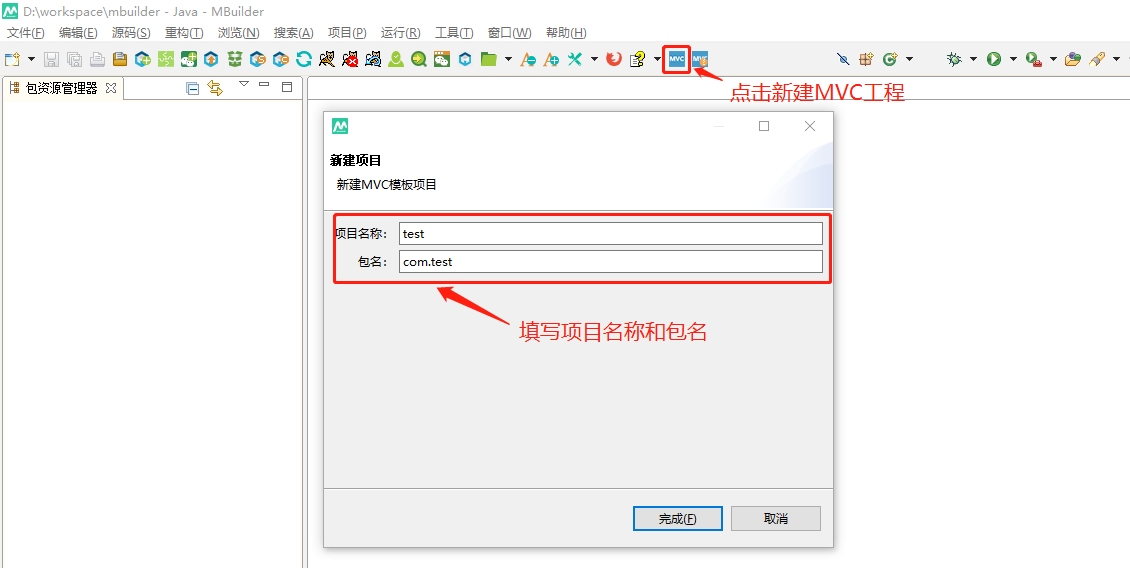 D:\workspace\mbuilder - Java - MBuilder
文件(F) 编辑(E) 源码(S) 重构(T) 浏览(N) 搜索(A) 项目(P) 运行(R) 工具(T) 窗口(W) 帮助(H)
MVC
包资源管理器
点击新建MVC工程
新建项目
新建MVC模板项目
项目名称: test
包名: com.test
填写项目名称和包名
完成(F) 取消